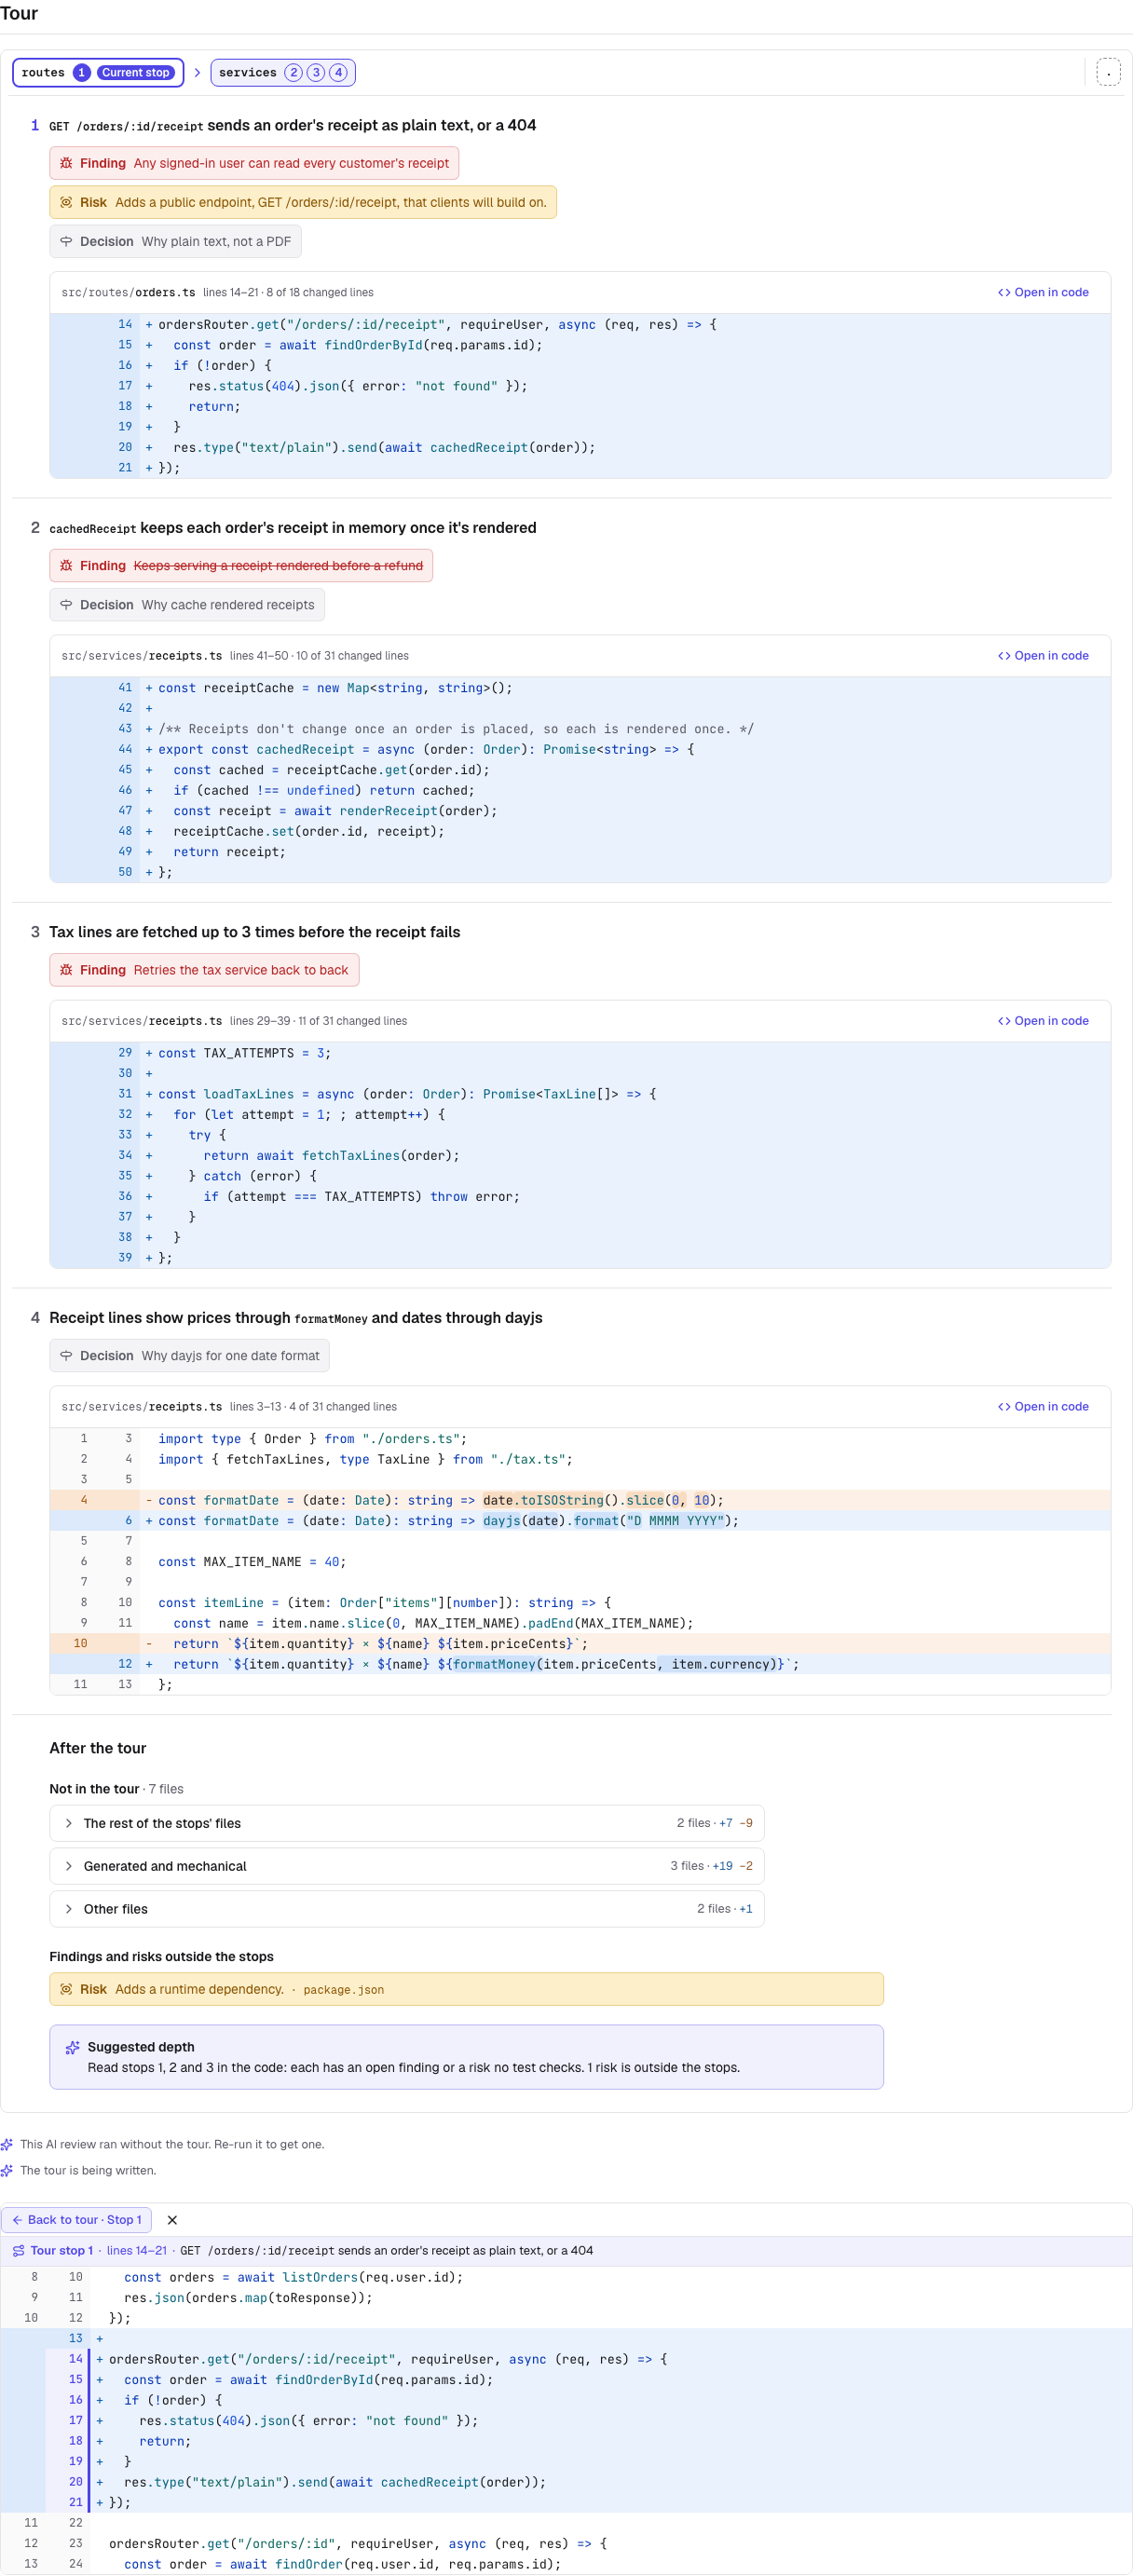 Tour
routes 1 Current stop > services 2 3 4 .
1 GET /orders/:id/receipt sends an order's receipt as plain text, or a 404
Finding Any signed-in user can read every customer's receipt
Risk Adds a public endpoint, GET /orders/:id/receipt, that clients will build on.
Decision Why plain text, not a PDF
src/routes/orders.ts lines 14–21 · 8 of 18 changed lines Open in code
14 + ordersRouter.get("/orders/:id/receipt", requireUser, async (req, res) => {
15 + const order = await findOrderById(req.params.id);
16 + if (!order) {
17 + res.status(404).json({ error: "not found" });
18 + return;
19 + }
20 + res.type("text/plain").send(await cachedReceipt(order));
21 + });
2 cachedReceipt keeps each order's receipt in memory once it's rendered
Finding Keeps serving a receipt rendered before a refund
Decision Why cache rendered receipts
src/services/receipts.ts lines 41–50 · 10 of 31 changed lines Open in code
41 + const receiptCache = new Map<string, string>();
42 +
43 + /** Receipts don't change once an order is placed, so each is rendered once. */
44 + export const cachedReceipt = async (order: Order): Promise<string> => {
45 + const cached = receiptCache.get(order.id);
46 + if (cached !== undefined) return cached;
47 + const receipt = await renderReceipt(order);
48 + receiptCache.set(order.id, receipt);
49 + return receipt;
50 + };
3 Tax lines are fetched up to 3 times before the receipt fails
Finding Retries the tax service back to back
src/services/receipts.ts lines 29–39 · 11 of 31 changed lines Open in code
29 + const TAX_ATTEMPTS = 3;
30 +
31 + const loadTaxLines = async (order: Order): Promise<TaxLine[]> => {
32 + for (let attempt = 1; ; attempt++) {
33 + try {
34 + return await fetchTaxLines(order);
35 + } catch (error) {
36 + if (attempt === TAX_ATTEMPTS) throw error;
37 + }
38 + }
39 + };
4 Receipt lines show prices through formatMoney and dates through dayjs
Decision Why dayjs for one date format
src/services/receipts.ts lines 3–13 · 4 of 31 changed lines Open in code
1 3 import type { Order } from "./orders.ts";
2 4 import { fetchTaxLines, type TaxLine } from "./tax.ts";
3 5
4 - const formatDate = (date: Date): string => date.toISOString().slice(0, 10);
6 + const formatDate = (date: Date): string => dayjs(date).format("D MMMM YYYY");
5 7
6 8 const MAX_ITEM_NAME = 40;
7 9
8 10 const itemLine = (item: Order["items"][number]): string => {
9 11 const name = item.name.slice(0, MAX_ITEM_NAME).padEnd(MAX_ITEM_NAME);
10 - return `${item.quantity} × ${name} ${item.priceCents}`;
12 + return `${item.quantity} × ${name} ${formatMoney(item.priceCents, item.currency)}`;
11 13 };
After the tour
Not in the tour · 7 files
The rest of the stops' files 2 files · +7 −9
Generated and mechanical 3 files · +19 −2
Other files 2 files · +1
Findings and risks outside the stops
Risk Adds a runtime dependency. · package.json
Suggested depth
Read stops 1, 2 and 3 in the code: each has an open finding or a risk no test checks. 1 risk is outside the stops.
This AI review ran without the tour. Re-run it to get one.
The tour is being written.
← Back to tour · Stop 1 ×
Tour stop 1 · lines 14–21 · GET /orders/:id/receipt sends an order's receipt as plain text, or a 404
8 10 const orders = await listOrders(req.user.id);
9 11 res.json(orders.map(toResponse));
10 12 });
13 +
14 + ordersRouter.get("/orders/:id/receipt", requireUser, async (req, res) => {
15 + const order = await findOrderById(req.params.id);
16 + if (!order) {
17 + res.status(404).json({ error: "not found" });
18 + return;
19 + }
20 + res.type("text/plain").send(await cachedReceipt(order));
21 + });
11 22
12 23 ordersRouter.get("/orders/:id", requireUser, async (req, res) => {
13 24 const order = await findOrder(req.user.id, req.params.id);